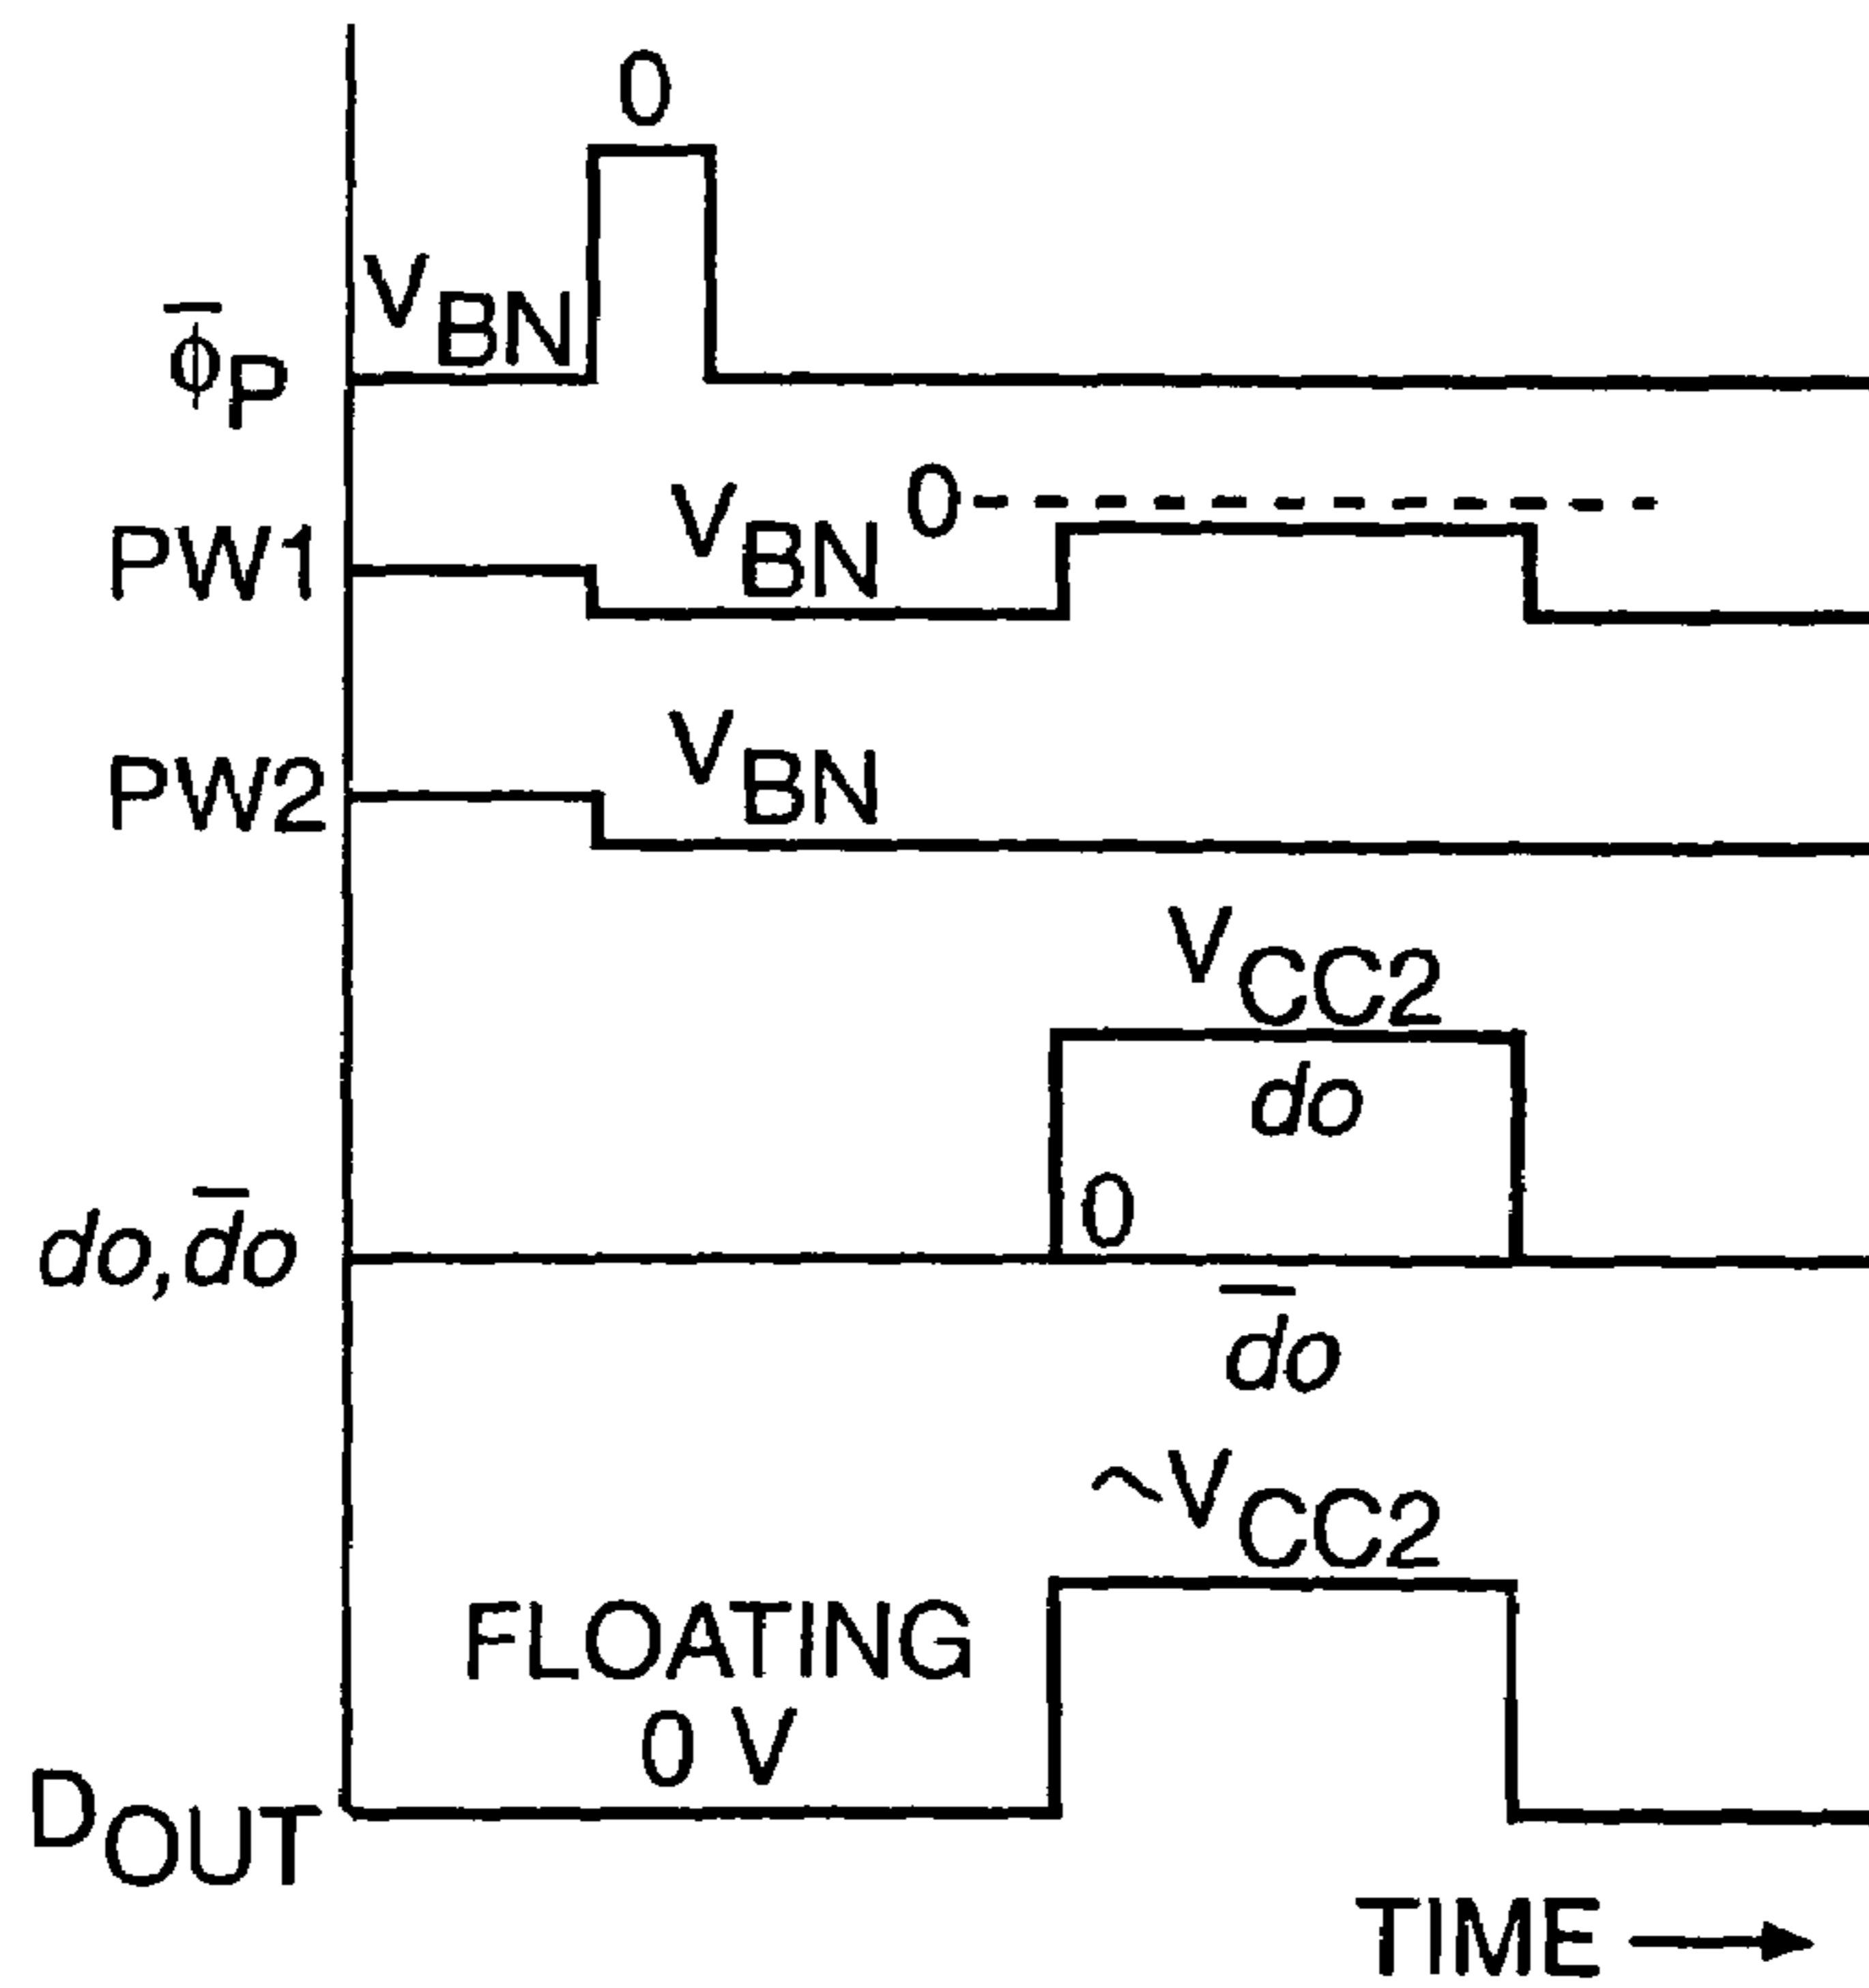 0
V_BN
ϕ̅_P
V_BN 0
PW1
V_BN
PW2
V_CC2
do
0
do, d̅o
d̅o
~V_CC2
FLOATING
0 V
D_OUT
TIME →